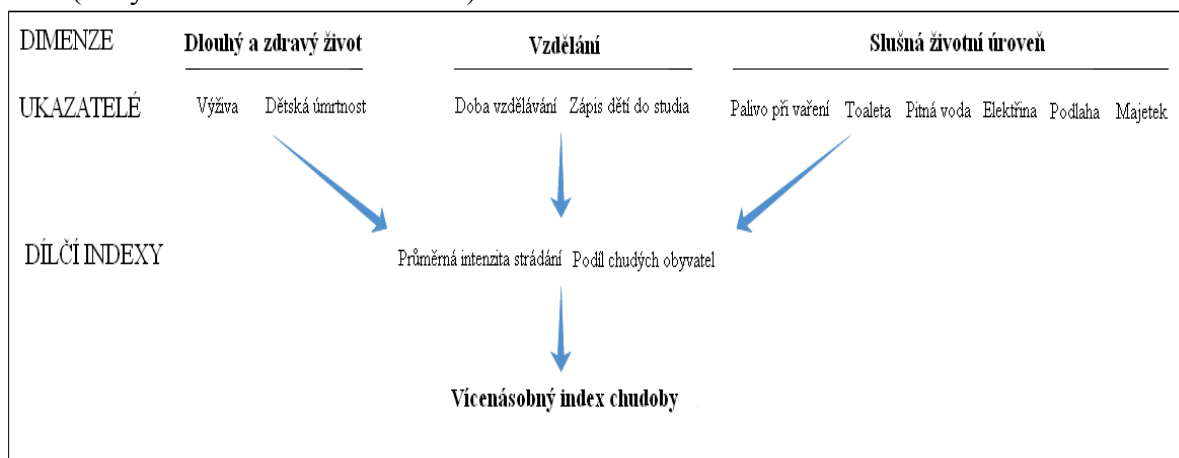 DIMENZE Dlouhý a zdravý život Vzdělání Slušná životní úroveň
UKAZATELÉ Výživa Dětská úmrtnost Doba vzdělávání Zápis dětí do studia Palivo při vaření Toaleta Pitná voda Elektřina Podlaha Majetek
DÍLČÍ INDEXY Průměrná intenzita strádání Podíl chudých obyvatel
Vícenásobný index chudoby